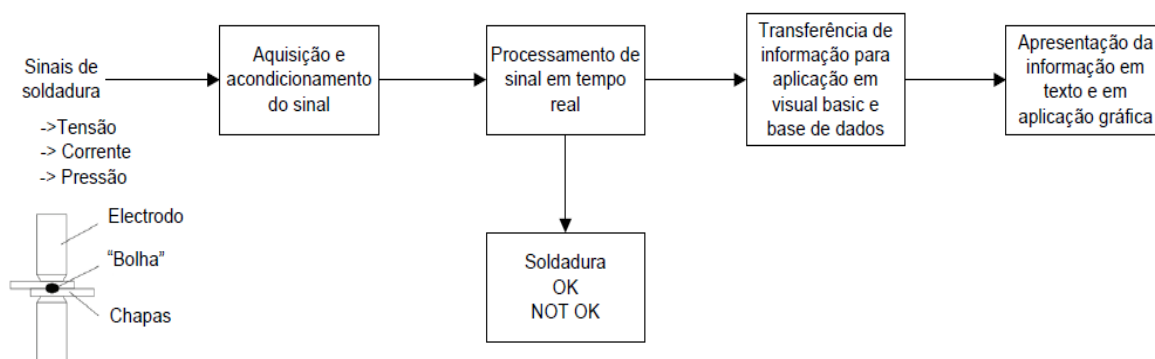 Sinais de
soldadura
->Tensão
-> Corrente
-> Pressão
Electrodo
“Bolha”
Chapas
Aquisição e
acondicionamento
do sinal
Processamento de
sinal em tempo
real
Soldadura
OK
NOT OK
Transferência de
informação para
aplicação em
visual basic e
base de dados
Apresentação da
informação em
texto e em
aplicação gráfica